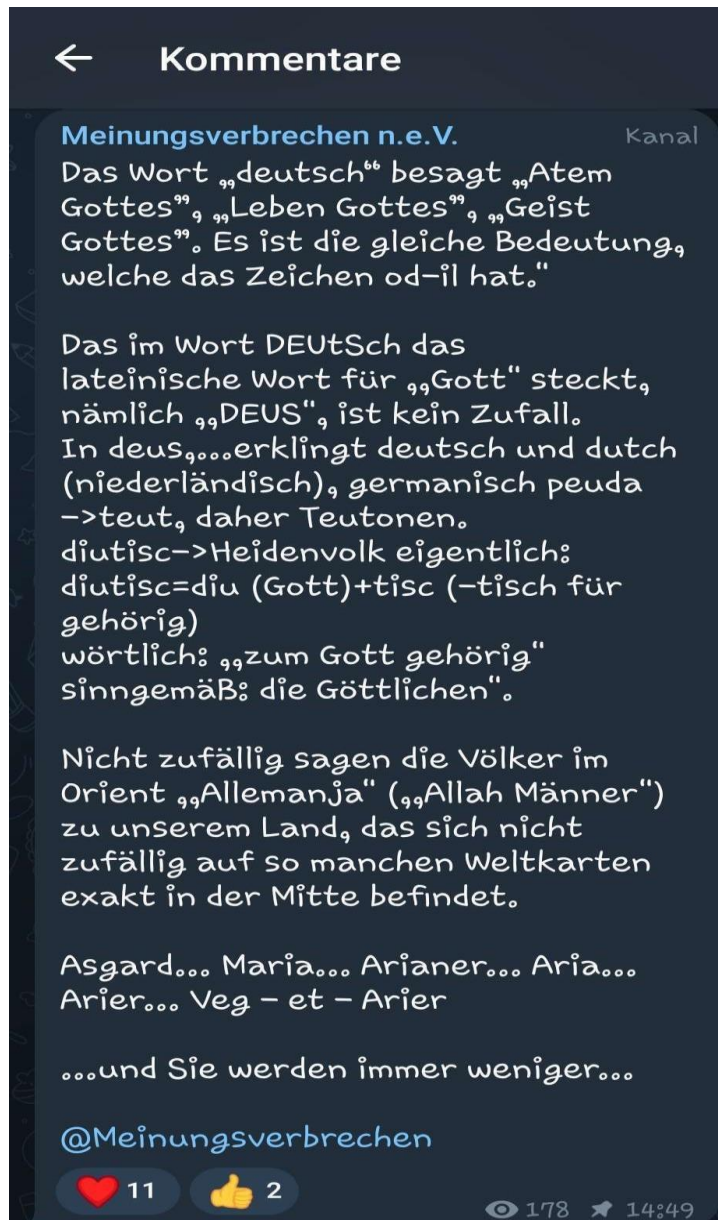 Kommentare
Meinungsverbrechen n.e.V. Kanal
Das Wort „deutsch“ besagt „Atem
Gottes”, „Leben Gottes”, „Geist
Gottes”. Es ist die gleiche Bedeutung,
welche das Zeichen od-il hat."
Das im Wort DEUtSch das
lateinische Wort für ,,Gott" steckt,
nämlich ,,DEUS", ist kein Zufall.
In deus,...erklingt deutsch und dutch
(niederländisch), germanisch peuda
->teut, daher Teutonen.
diutisc->Heidenvolk eigentlich:
diutisc=diu (Gott)+tisc (-tisch für
gehörig)
wörtlich: ,,zum Gott gehörig"
sinngemäß: die Göttlichen".
Nicht zufällig sagen die Völker im
Orient ,,Allemanja" (,,Allah Männer")
zu unserem Land, das sich nicht
zufällig auf so manchen Weltkarten
exakt in der Mitte befindet.
Asgard... Maria... Arianer... Aria...
Arier... Veg - et - Arier
...und Sie werden immer weniger...
@Meinungsverbrechen
11 2
178 14:49